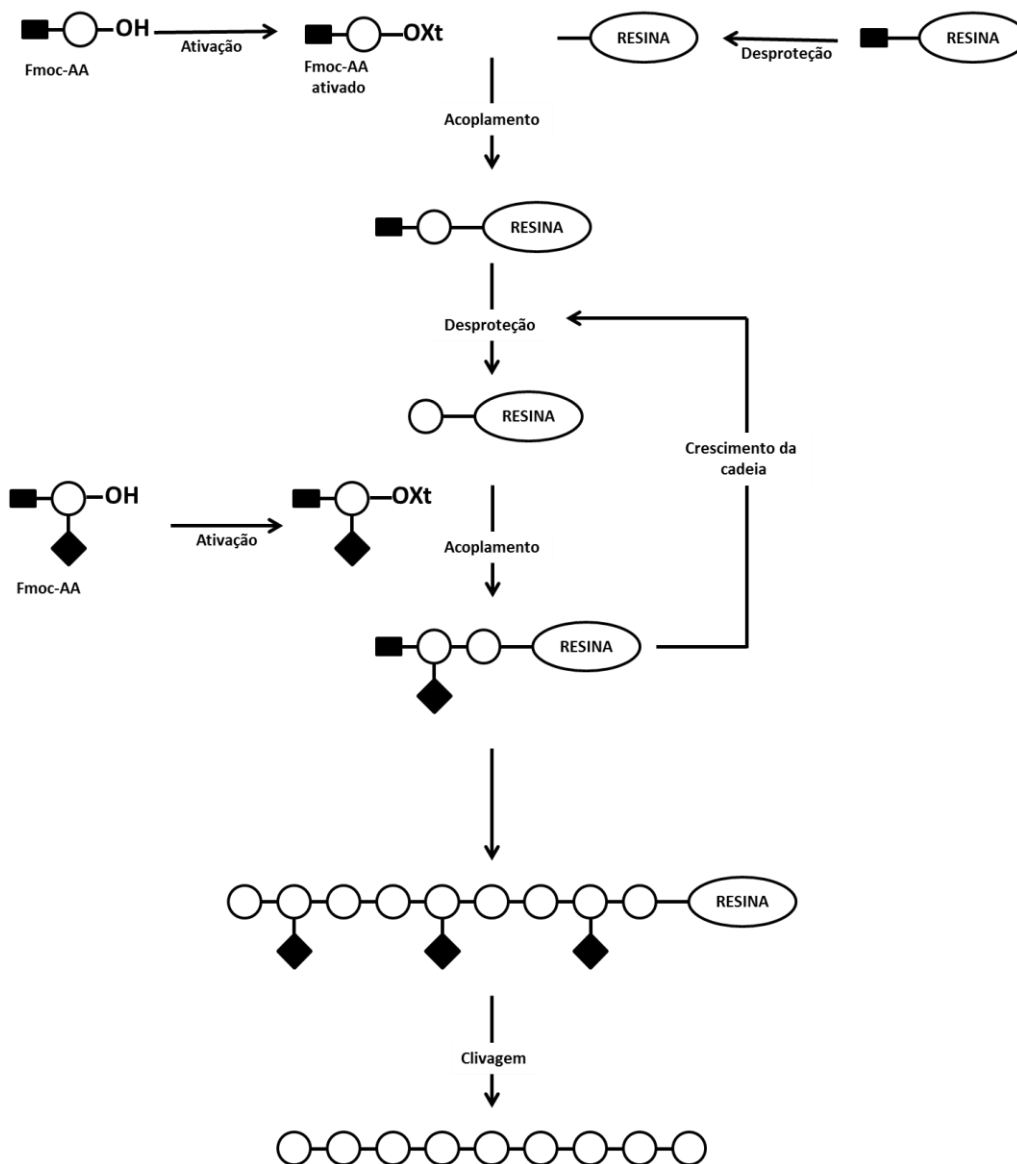 OH
Ativação
OXt
RESINA
Desproteção
RESINA
Fmoc-AA
Fmoc-AA
ativado
Acoplamento
RESINA
Desproteção
RESINA
Crescimento da
cadeia
OH
Ativação
OXt
Acoplamento
Fmoc-AA
RESINA
RESINA
Clivagem